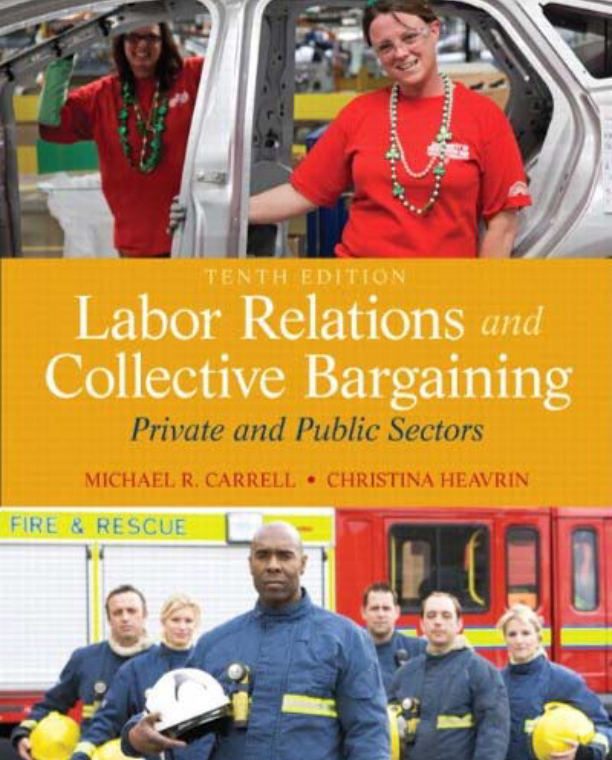 TENTH EDITION
Labor Relations and
Collective Bargaining
Private and Public Sectors
MICHAEL R. CARRELL • CHRISTINA HEAVRIN
FIRE & RESCUE